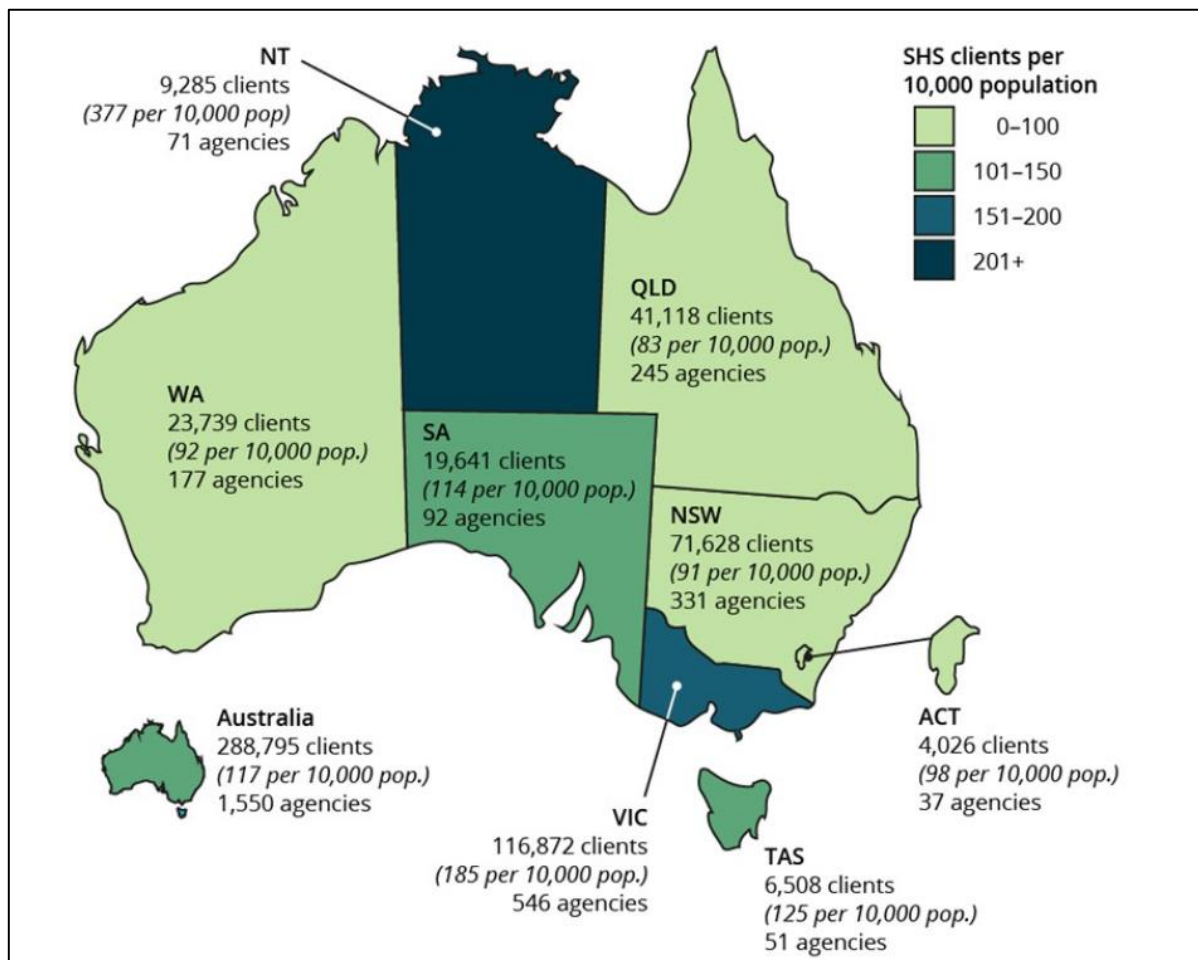 NT
9,285 clients
(377 per 10,000 pop)
71 agencies
SHS clients per
10,000 population
0–100
101–150
151–200
201+
QLD
41,118 clients
(83 per 10,000 pop.)
245 agencies
WA
23,739 clients
(92 per 10,000 pop.)
177 agencies
SA
19,641 clients
(114 per 10,000 pop.)
92 agencies
NSW
71,628 clients
(91 per 10,000 pop.)
331 agencies
Australia
288,795 clients
(117 per 10,000 pop.)
1,550 agencies
VIC
116,872 clients
(185 per 10,000 pop.)
546 agencies
TAS
6,508 clients
(125 per 10,000 pop.)
51 agencies
ACT
4,026 clients
(98 per 10,000 pop.)
37 agencies